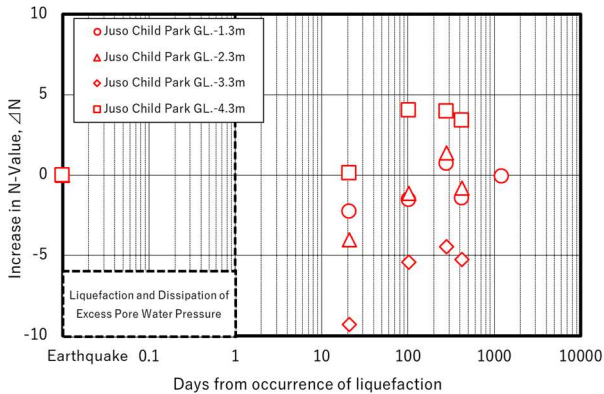 10
5
0
-5
-10
Increase in N-Value, ⊿N
Juso Child Park GL.-1.3m
Juso Child Park GL.-2.3m
Juso Child Park GL.-3.3m
Juso Child Park GL.-4.3m
Liquefaction and Dissipation of
Excess Pore Water Pressure
Earthquake 0.1 1 10 100 1000 10000
Days from occurrence of liquefaction